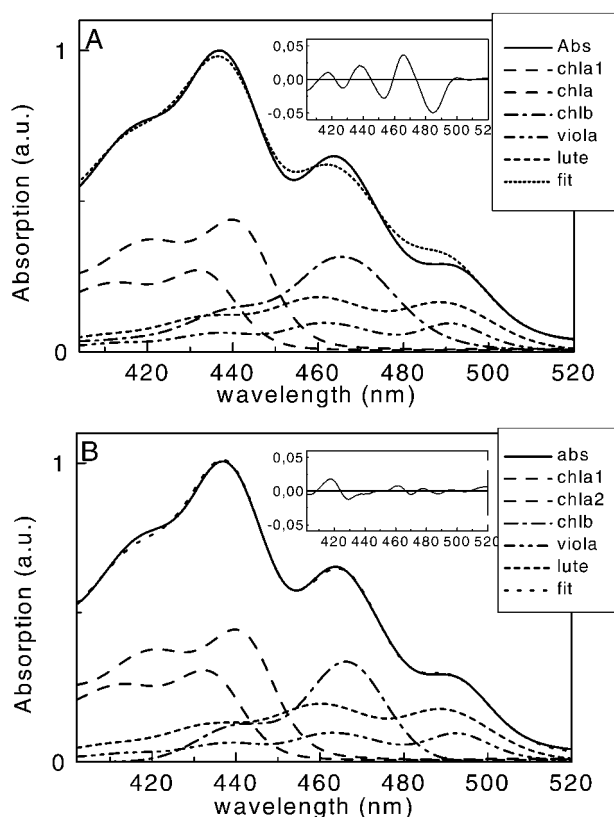 A
Absorption (a.u.)
1
0
0,05
0,00
-0,05
420 440 460 480 500 520
Abs
chla1
chla
chlb
viola
lute
fit
420 440 460 480 500 520
wavelength (nm)
B
Absorption (a.u.)
1
0
0,05
0,00
-0,05
420 440 460 480 500 520
abs
chla1
chla2
chlb
viola
lute
fit
420 440 460 480 500 520
wavelength (nm)